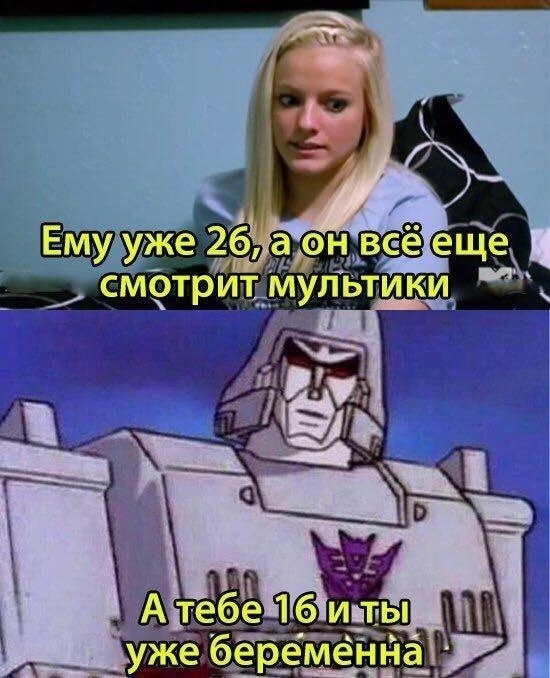 Ему уже 26, а он всё еще
смотрит мультики
А тебе 16 и ты
уже беременна